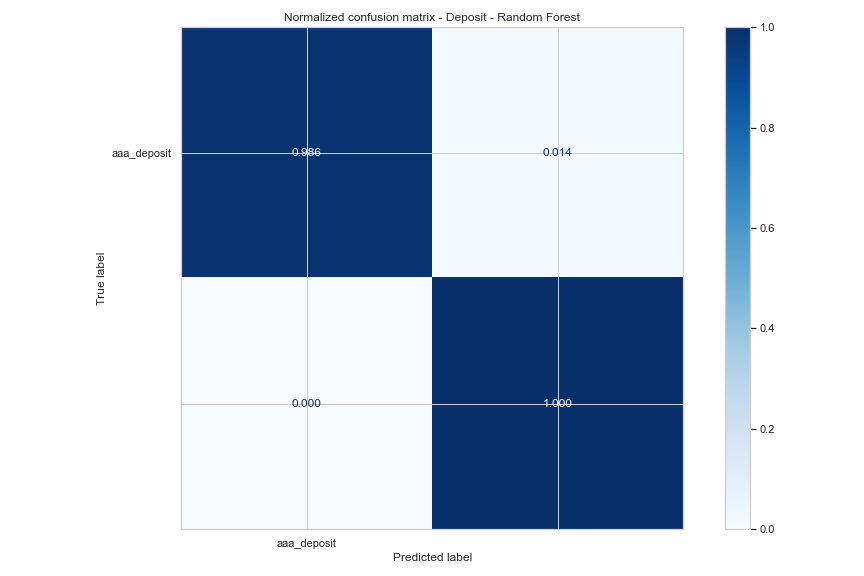 Normalized confusion matrix - Deposit - Random Forest
1.0
0.8
0.6
0.4
0.2
0.0
aaa_deposit
0.986
0.014
True label
0.000
1.000
aaa_deposit
Predicted label